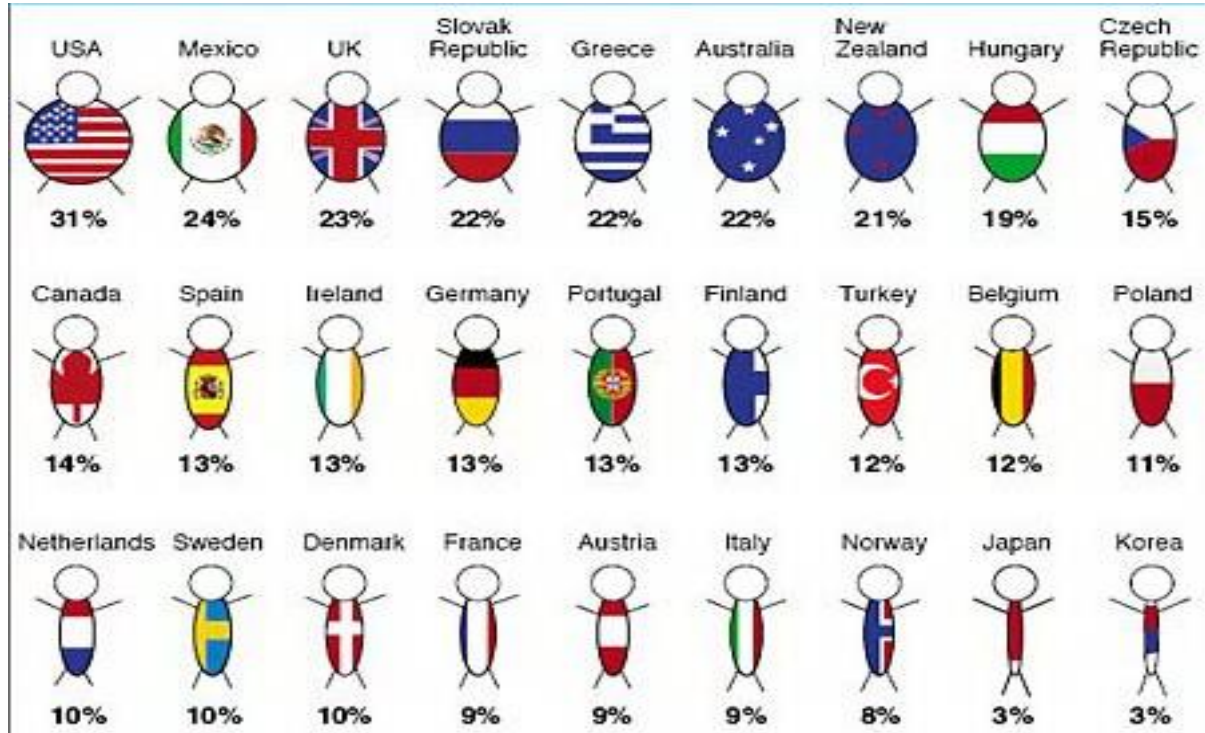 USA Mexico UK Slovak Republic Greece Australia New Zealand Hungary Czech Republic
31% 24% 23% 22% 22% 22% 21% 19% 15%
Canada Spain Ireland Germany Portugal Finland Turkey Belgium Poland
14% 13% 13% 13% 13% 13% 12% 12% 11%
Netherlands Sweden Denmark France Austria Italy Norway Japan Korea
10% 10% 10% 9% 9% 9% 8% 3% 3%